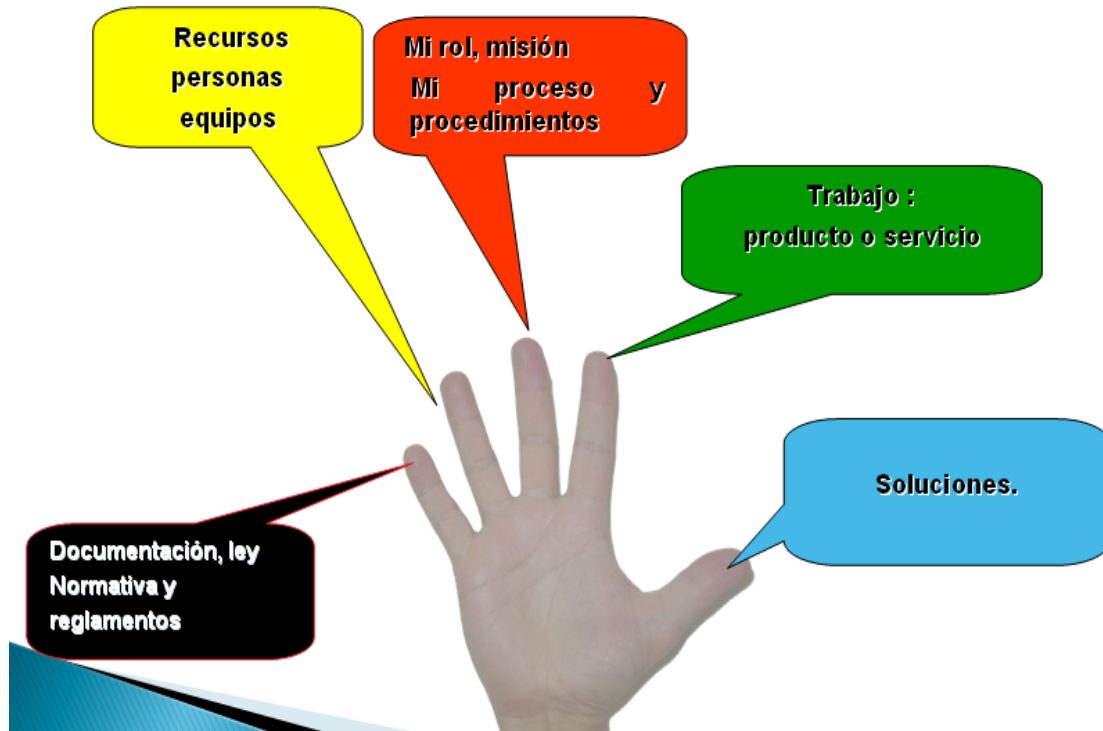 Recursos
personas
equipos
Mi rol, misión
Mi proceso y
procedimientos
Trabajo :
producto o servicio
Soluciones.
Documentación, ley
Normativa y
reglamentos